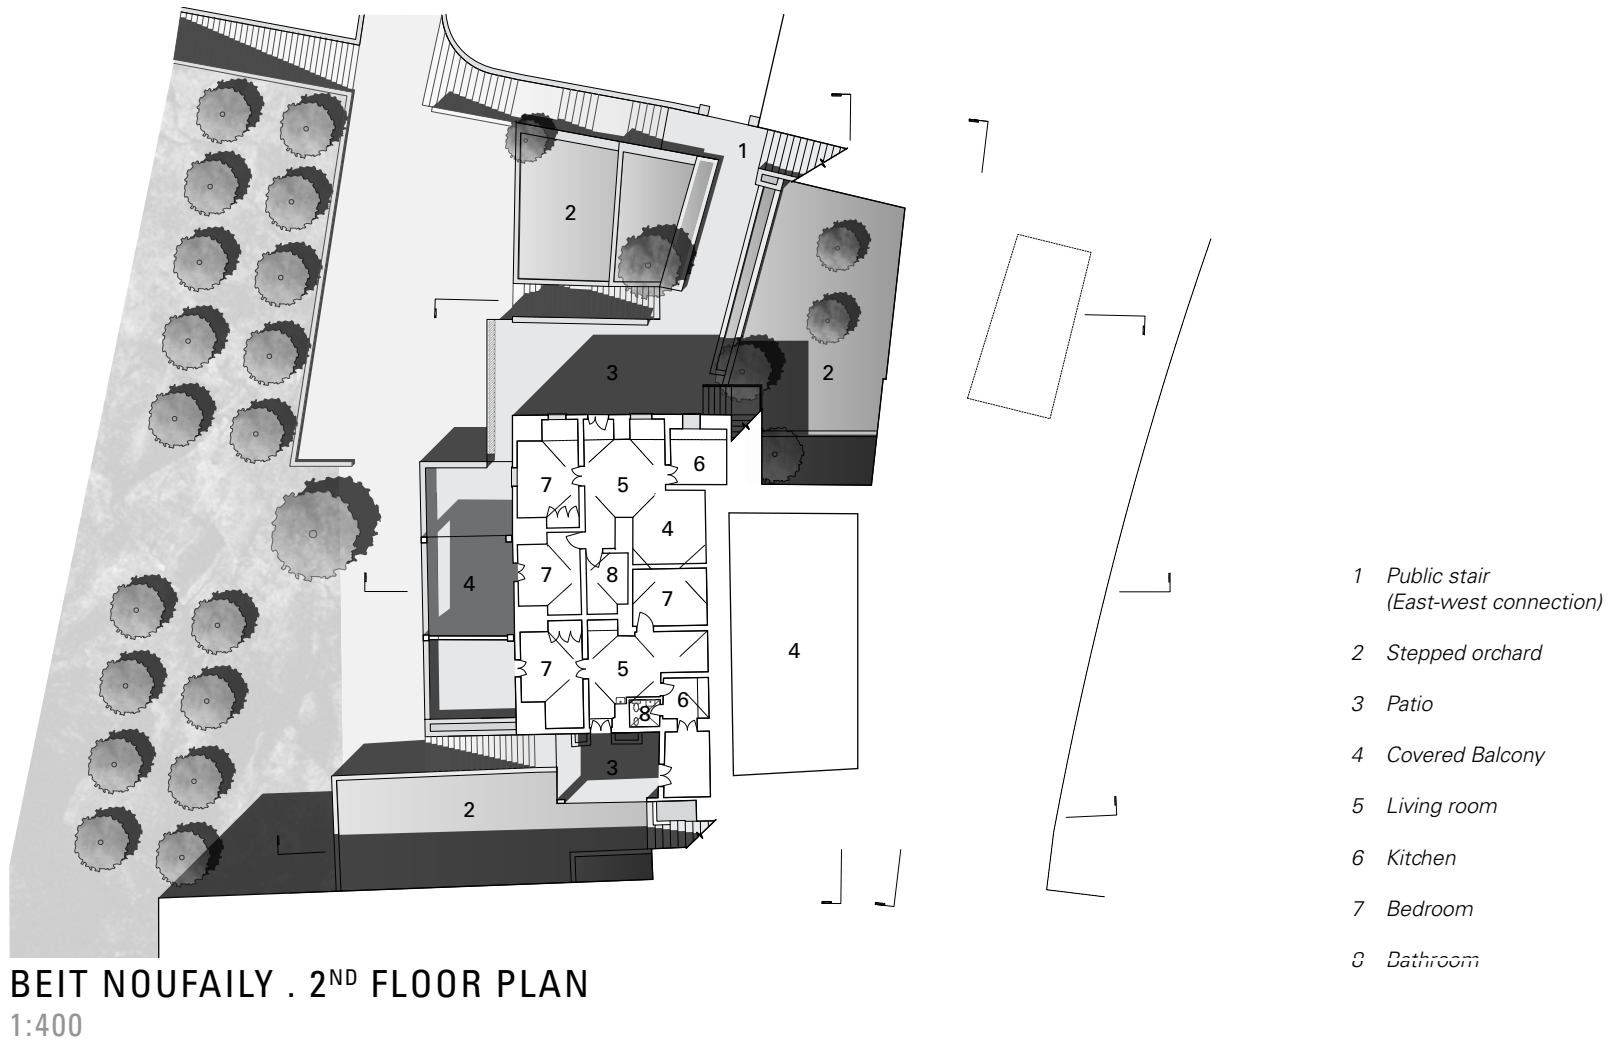 1
2
3
2
7
5
6
4
4
7
8
7
7
5
4
6
8
3
2
1 Public stair
(East-west connection)
2 Stepped orchard
3 Patio
4 Covered Balcony
5 Living room
6 Kitchen
7 Bedroom
8 Bathroom
BEIT NOUFAILY . 2ND FLOOR PLAN
1:400